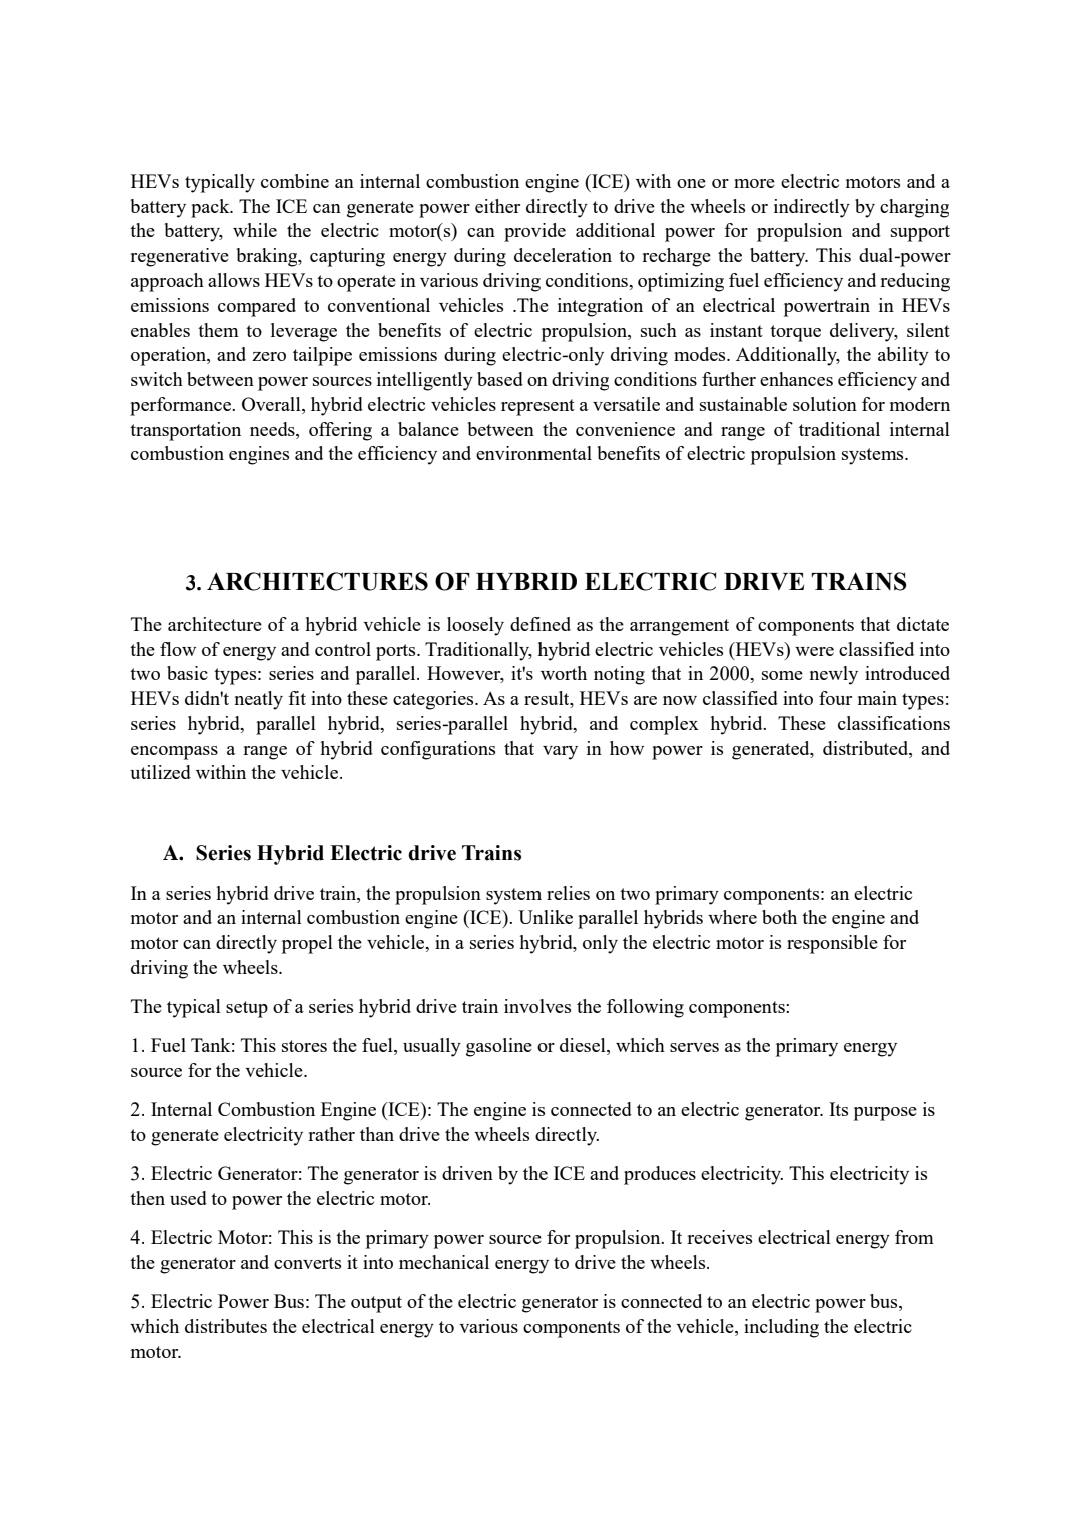 HEVs typically combine an internal combustion engine (ICE) with one or more electric motors and a
battery pack. The ICE can generate power either directly to drive the wheels or indirectly by charging
the battery, while the electric motor(s) can provide additional power for propulsion and support
regenerative braking, capturing energy during deceleration to recharge the battery. This dual-power
approach allows HEVs to operate in various driving conditions, optimizing fuel efficiency and reducing
emissions compared to conventional vehicles .The integration of an electrical powertrain in HEVs
enables them to leverage the benefits of electric propulsion, such as instant torque delivery, silent
operation, and zero tailpipe emissions during electric-only driving modes. Additionally, the ability to
switch between power sources intelligently based on driving conditions further enhances efficiency and
performance. Overall, hybrid electric vehicles represent a versatile and sustainable solution for modern
transportation needs, offering a balance between the convenience and range of traditional internal
combustion engines and the efficiency and environmental benefits of electric propulsion systems.
3. ARCHITECTURES OF HYBRID ELECTRIC DRIVE TRAINS
The architecture of a hybrid vehicle is loosely defined as the arrangement of components that dictate
the flow of energy and control ports. Traditionally, hybrid electric vehicles (HEVs) were classified into
two basic types: series and parallel. However, it's worth noting that in 2000, some newly introduced
HEVs didn't neatly fit into these categories. As a result, HEVs are now classified into four main types:
series hybrid, parallel hybrid, series-parallel hybrid, and complex hybrid. These classifications
encompass a range of hybrid configurations that vary in how power is generated, distributed, and
utilized within the vehicle.
A. Series Hybrid Electric drive Trains
In a series hybrid drive train, the propulsion system relies on two primary components: an electric
motor and an internal combustion engine (ICE). Unlike parallel hybrids where both the engine and
motor can directly propel the vehicle, in a series hybrid, only the electric motor is responsible for
driving the wheels.
The typical setup of a series hybrid drive train involves the following components:
1. Fuel Tank: This stores the fuel, usually gasoline or diesel, which serves as the primary energy
source for the vehicle.
2. Internal Combustion Engine (ICE): The engine is connected to an electric generator. Its purpose is
to generate electricity rather than drive the wheels directly.
3. Electric Generator: The generator is driven by the ICE and produces electricity. This electricity is
then used to power the electric motor.
4. Electric Motor: This is the primary power source for propulsion. It receives electrical energy from
the generator and converts it into mechanical energy to drive the wheels.
5. Electric Power Bus: The output of the electric generator is connected to an electric power bus,
which distributes the electrical energy to various components of the vehicle, including the electric
motor.